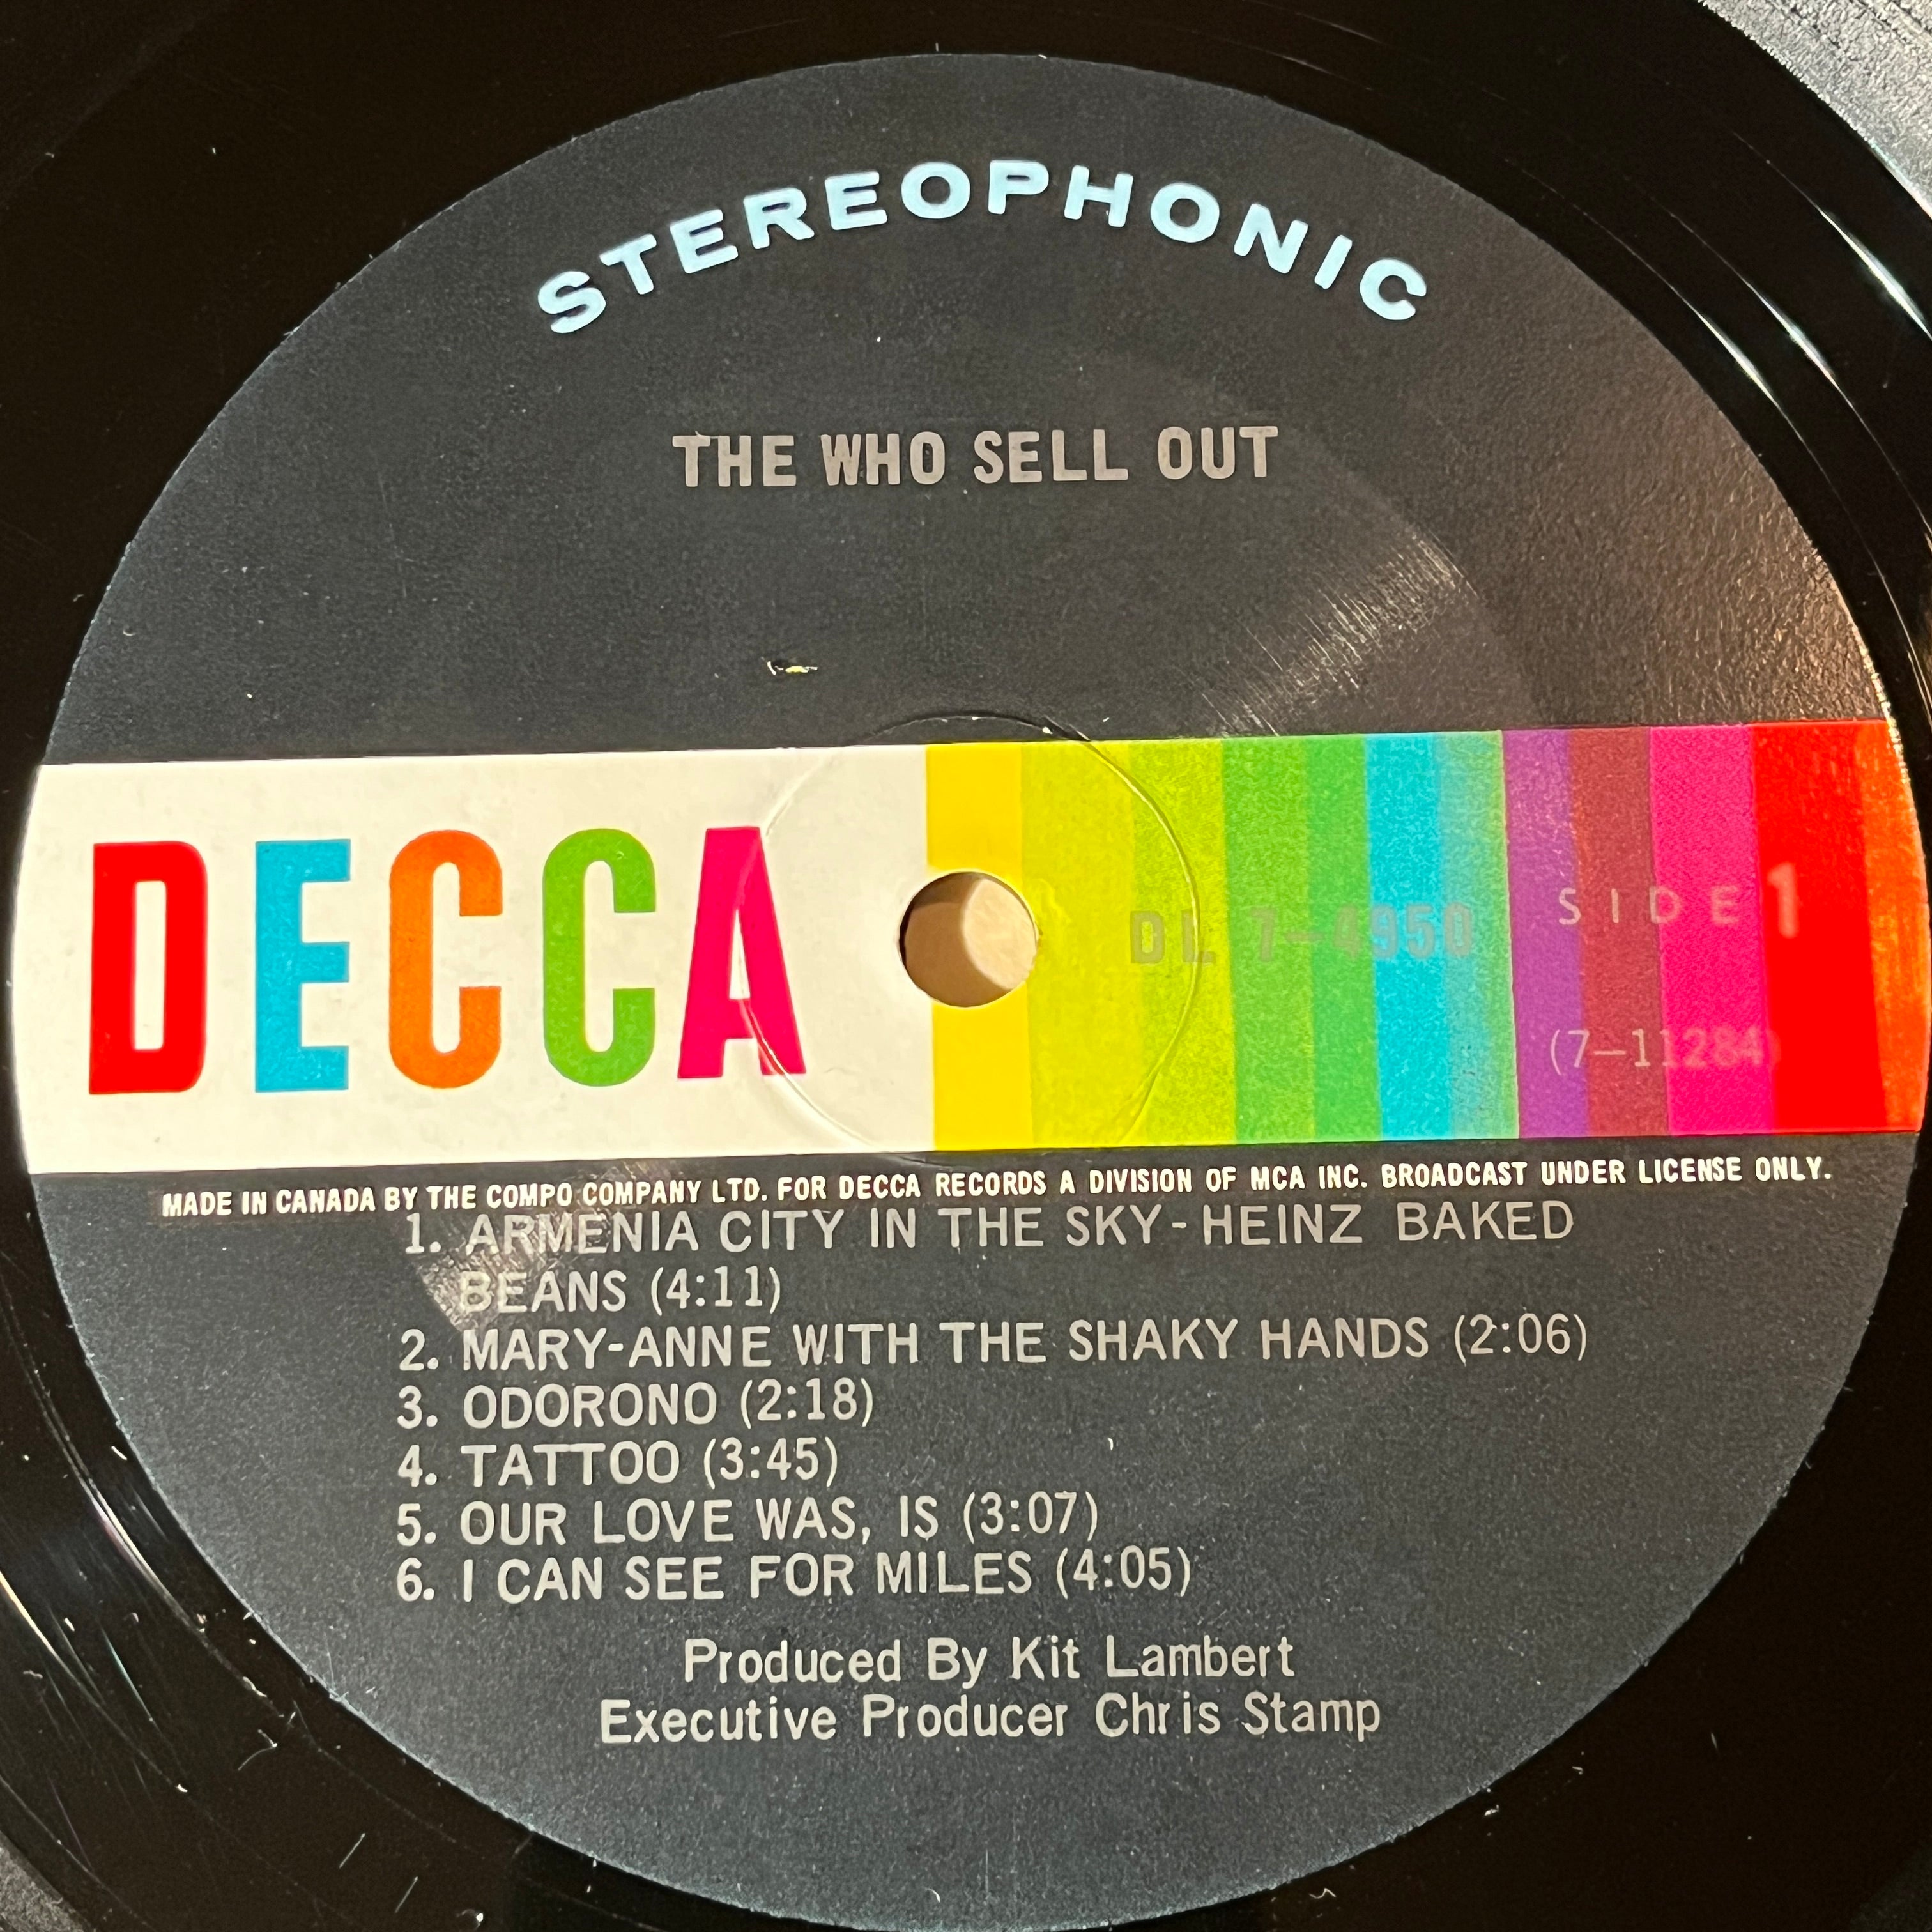 STEREOPHONIC
THE WHO SELL OUT
DECCA
DL 7-4950
SIDE 1
(7-11284)
MADE IN CANADA BY THE COMPO COMPANY LTD. FOR DECCA RECORDS A DIVISION OF MCA INC. BROADCAST UNDER LICENSE ONLY.
1. ARMENIA CITY IN THE SKY-HEINZ BAKED
BEANS (4:11)
2. MARY-ANNE WITH THE SHAKY HANDS (2:06)
3. ODORONO (2:18)
4. TATTOO (3:45)
5. OUR LOVE WAS, IS (3:07)
6. I CAN SEE FOR MILES (4:05)
Produced By Kit Lambert
Executive Producer Chris Stamp